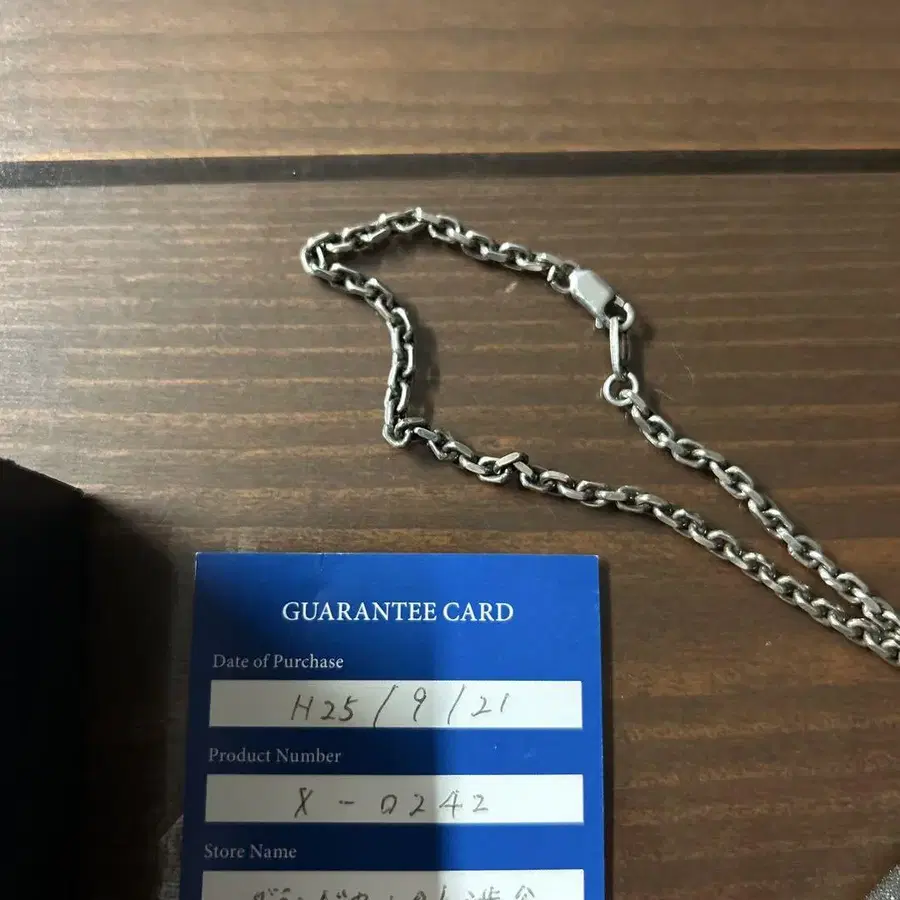 GUARANTEE CARD
Date of Purchase
H25/9/21
Product Number
X-0242
Store Name